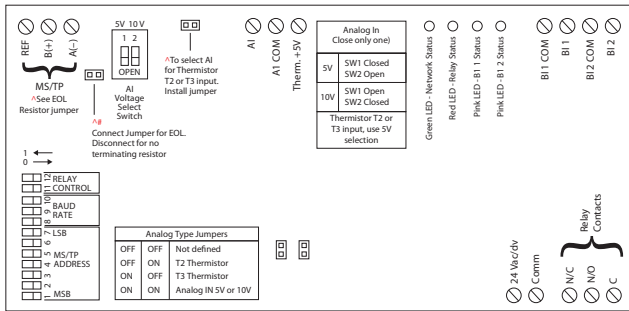 REF
B(+)
A(−)
MS/TP
^See EOL
Resistor jumper
5V 10 V
1 2
OPEN
AI
Voltage
Select
Switch
^To select AI
for Thermistor
T2 or T3 input.
Install jumper
^#
Connect Jumper for EOL.
Disconnect for no
terminating resistor
AI
A1 COM
Therm. +5V
Analog In
Close only one)
5V SW1 Closed
SW2 Open
10V SW1 Open
SW2 Closed
Thermistor T2 or
T3 input, use 5V
selection
Green LED - Network Status
Red LED - Relay Status
Pink LED - B1 1 Status
Pink LED - B1 2 Status
BI1 COM
BI 1
BI2 COM
BI 2
1
0
12 RELAY
11 CONTROL
10 BAUD
9 RATE
8
7 LSB
6
5 MS/TP
4 ADDRESS
3
2
1 MSB
Analog Type Jumpers
OFF OFF Not defined
OFF ON T2 Thermistor
ON OFF T3 Thermistor
ON ON Analog IN 5V or 10V
24 Vac/dv
Comm
Relay
Contacts
N/C
N/O
C